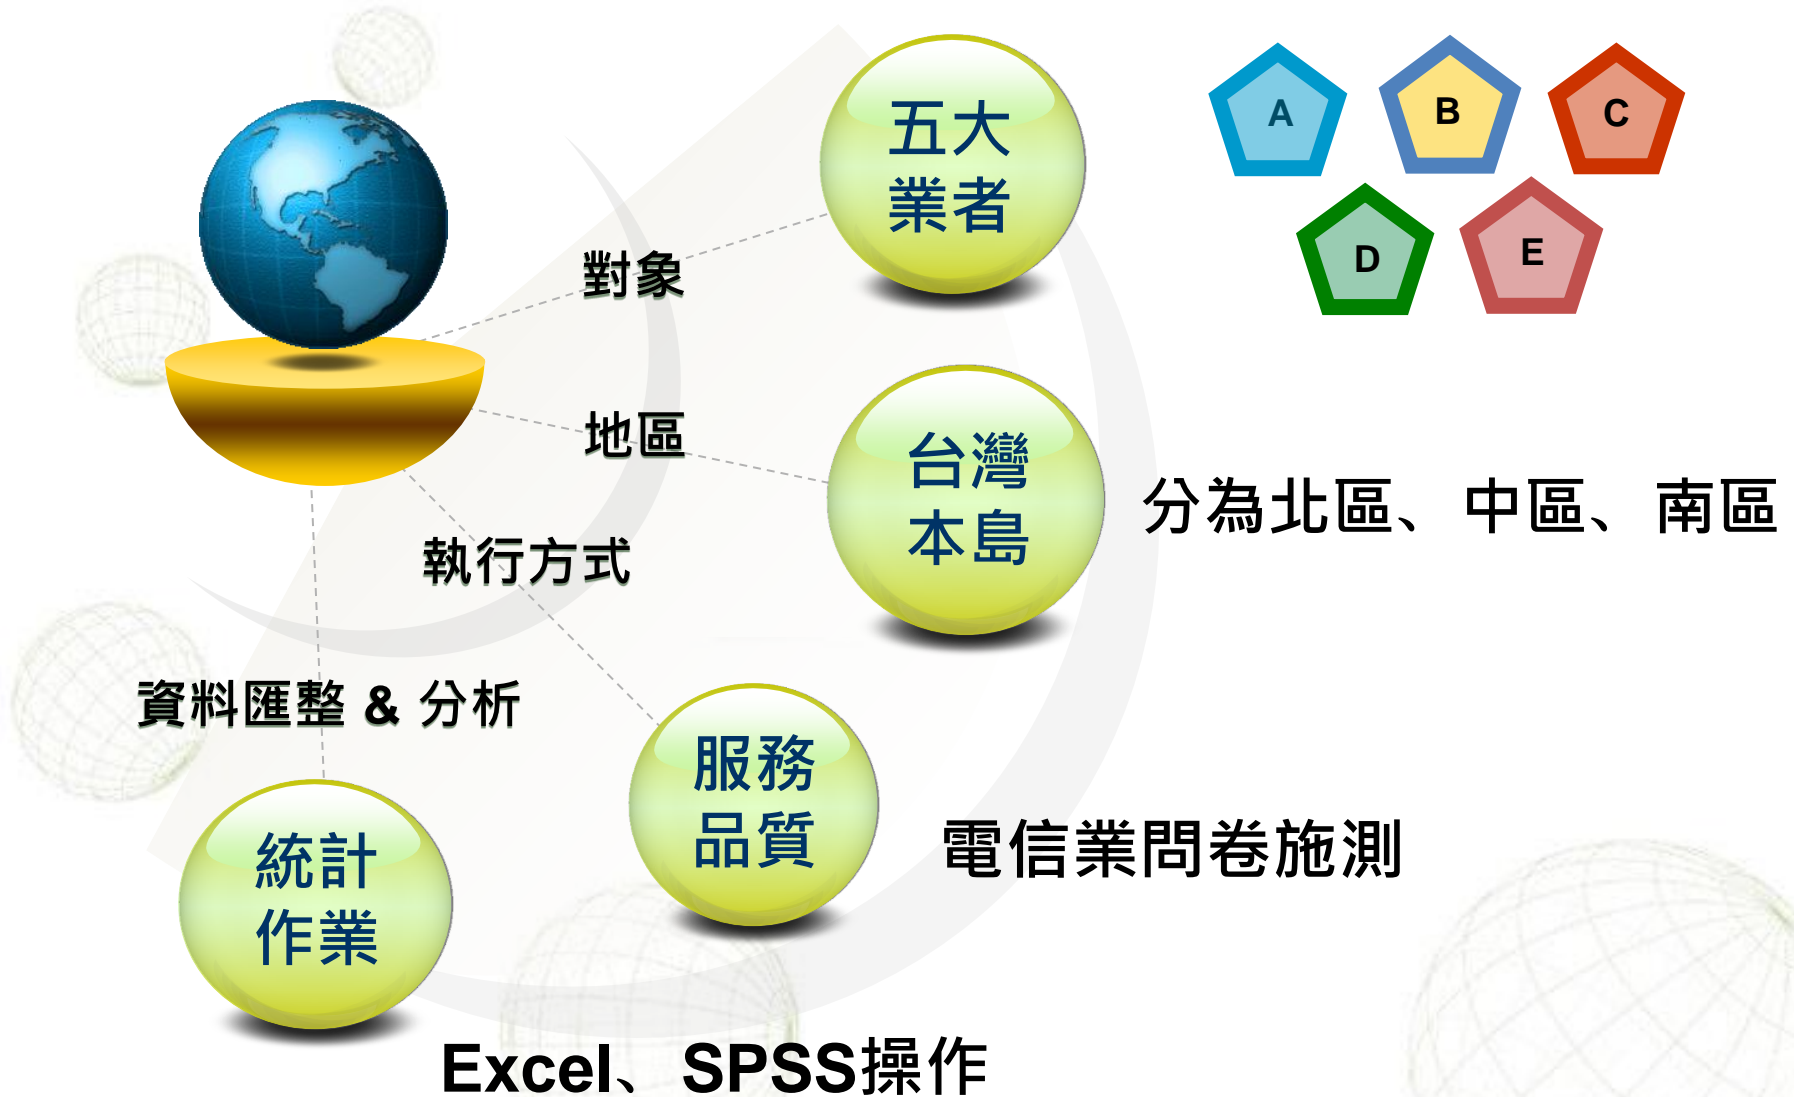 五大
業者
A
B
C
D
E
對象
地區
台灣
本島
分為北區、中區、南區
執行方式
服務
品質
電信業問卷施測
資料匯整 & 分析
統計
作業
Excel、SPSS操作